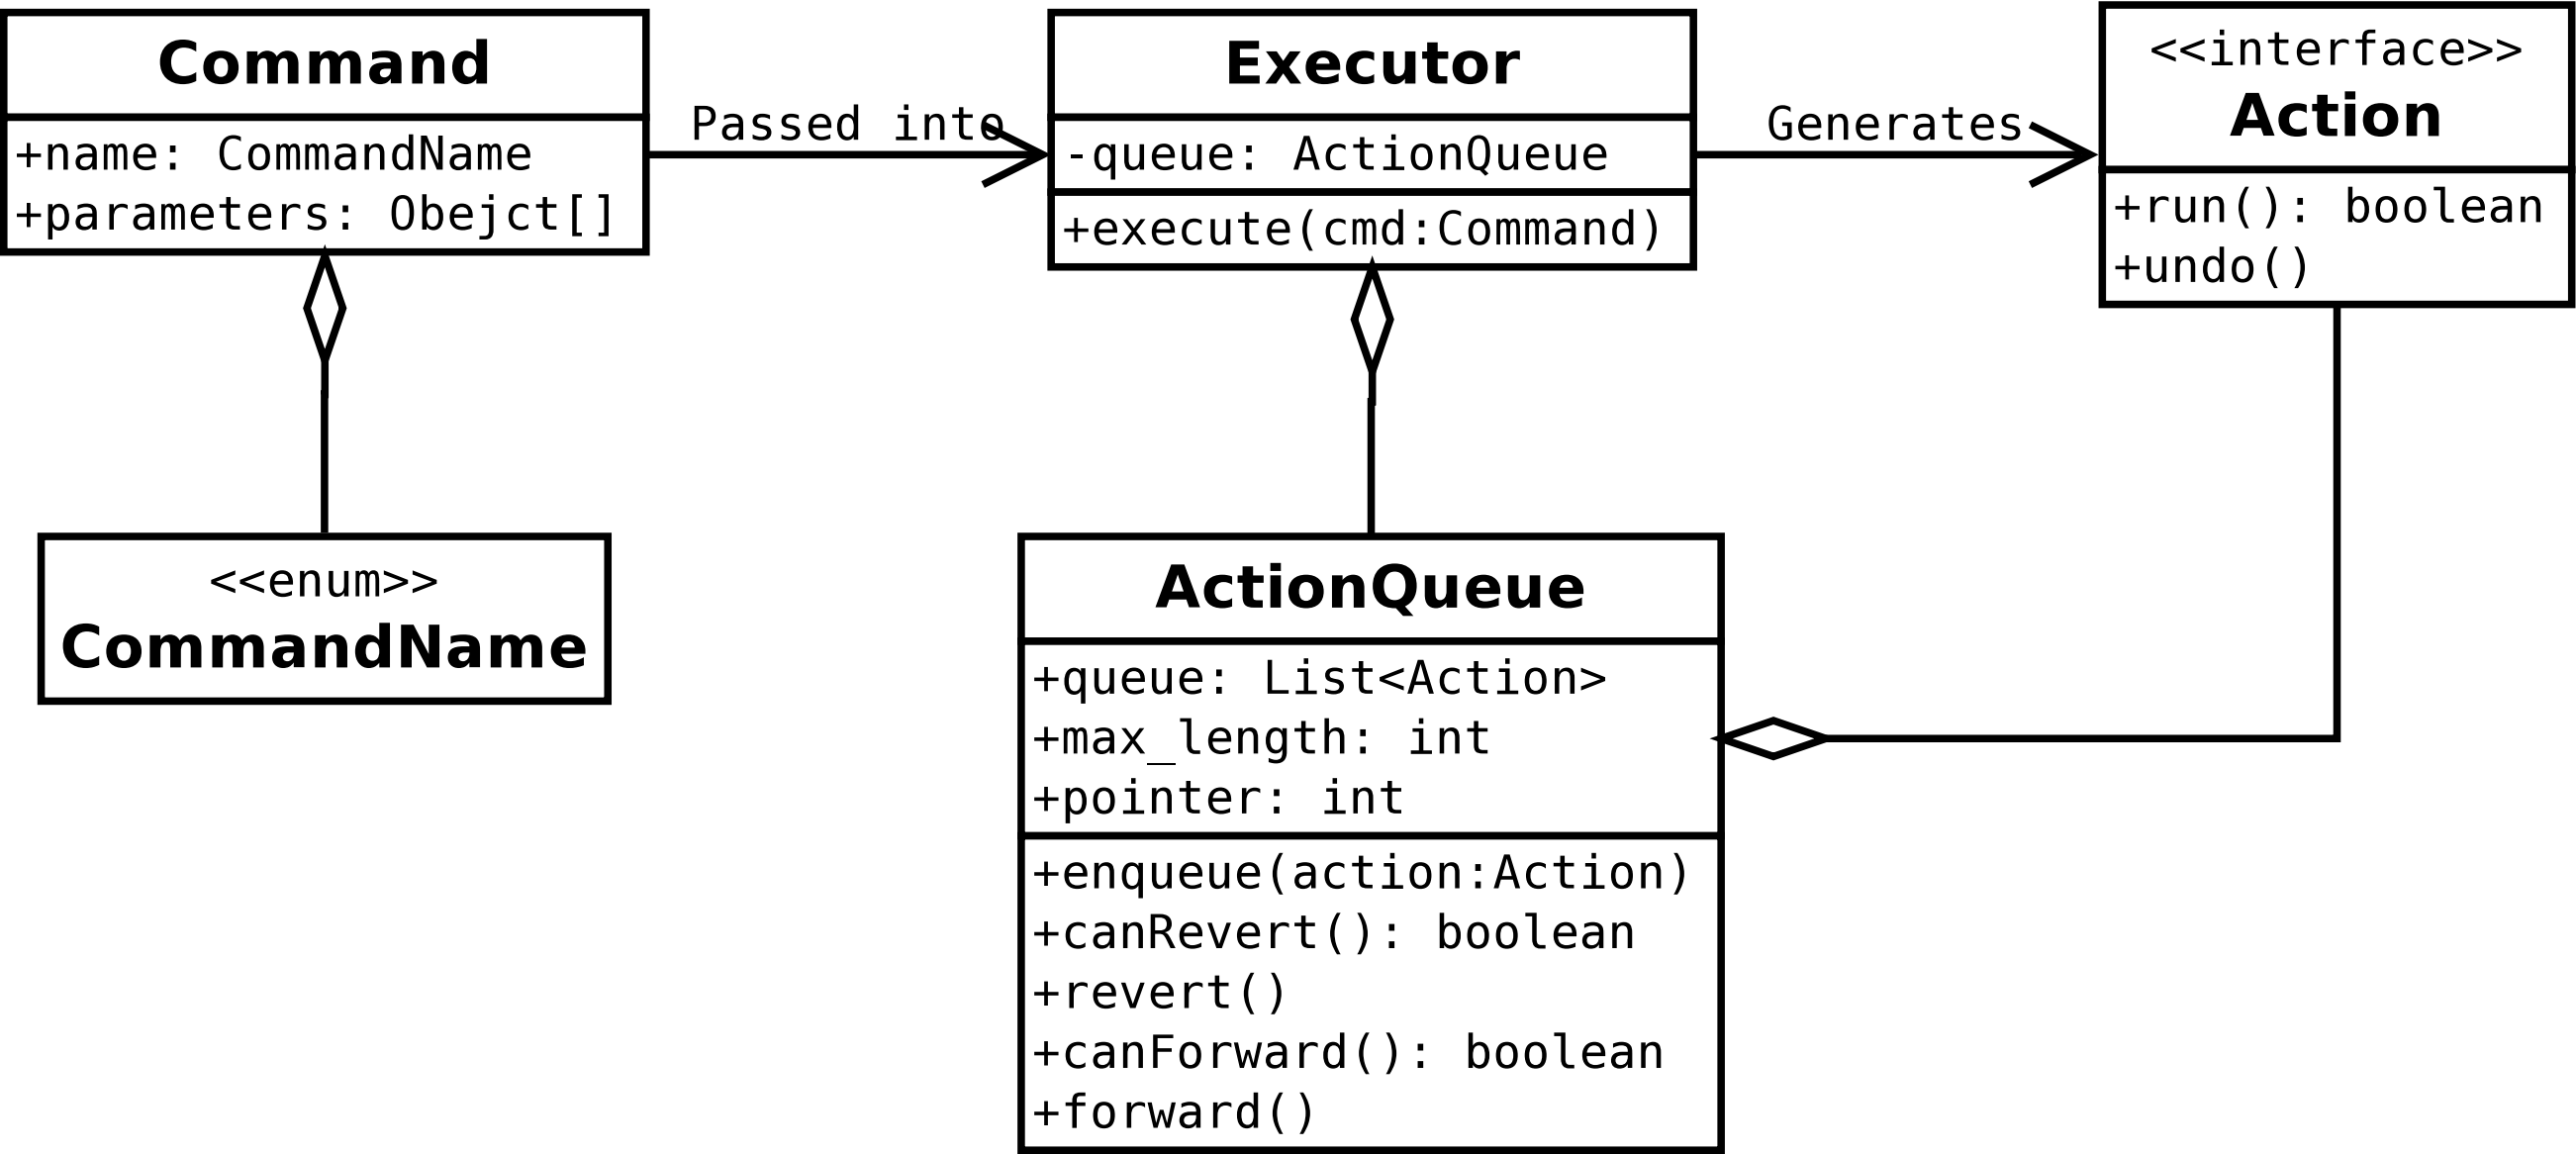 Command
+name: CommandName
+parameters: Obejct[]
Passed into
Executor
-queue: ActionQueue
+execute(cmd:Command)
Generates
<<interface>>
Action
+run(): boolean
+undo()
<<enum>>
CommandName
ActionQueue
+queue: List<Action>
+max_length: int
+pointer: int
+enqueue(action:Action)
+canRevert(): boolean
+revert()
+canForward(): boolean
+forward()